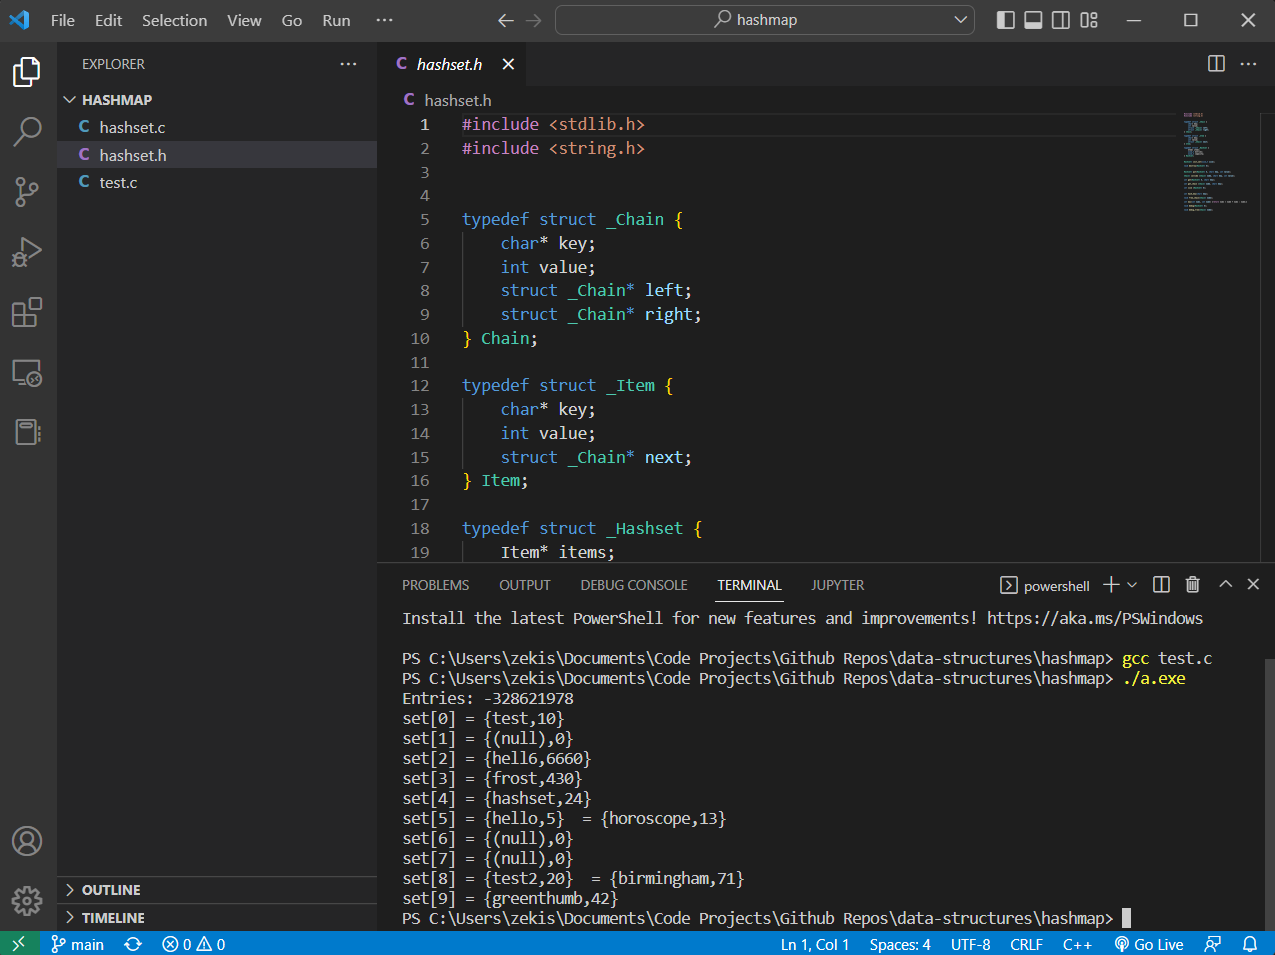 File Edit Selection View Go Run ··· hashmap
EXPLORER ···
HASHMAP
C hashset.c
C hashset.h
C test.c
OUTLINE
TIMELINE
C hashset.h
C hashset.h
1 #include <stdlib.h>
2 #include <string.h>
3
4
5 typedef struct _Chain {
6 char* key;
7 int value;
8 struct _Chain* left;
9 struct _Chain* right;
10 } Chain;
11
12 typedef struct _Item {
13 char* key;
14 int value;
15 struct _Chain* next;
16 } Item;
17
18 typedef struct _Hashset {
19 Item* items;
PROBLEMS OUTPUT DEBUG CONSOLE TERMINAL JUPYTER powershell
Install the latest PowerShell for new features and improvements! https://aka.ms/PSWindows
PS C:\Users\zekis\Documents\Code Projects\Github Repos\data-structures\hashmap> gcc test.c
PS C:\Users\zekis\Documents\Code Projects\Github Repos\data-structures\hashmap> ./a.exe
Entries: -328621978
set[0] = {test,10}
set[1] = {(null),0}
set[2] = {hell6,6660}
set[3] = {frost,430}
set[4] = {hashset,24}
set[5] = {hello,5}  = {horoscope,13}
set[6] = {(null),0}
set[7] = {(null),0}
set[8] = {test2,20}  = {birmingham,71}
set[9] = {greenthumb,42}
PS C:\Users\zekis\Documents\Code Projects\Github Repos\data-structures\hashmap>
main 0 0 Ln 1, Col 1 Spaces: 4 UTF-8 CRLF C++ Go Live